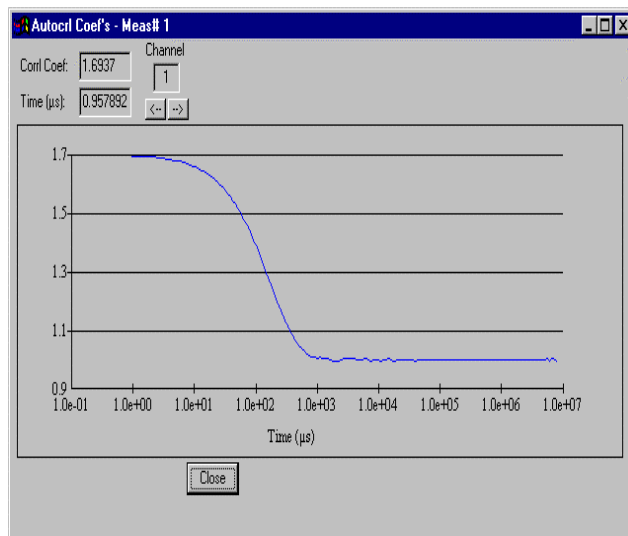 Autocrl Coef's - Meas# 1
Corrl Coef: 1.6937
Channel
1
Time (µs): 0.957892
<-- -->
1.7
1.5
1.3
1.1
0.9
1.0e-01 1.0e+00 1.0e+01 1.0e+02 1.0e+03 1.0e+04 1.0e+05 1.0e+06 1.0e+07
Time (µs)
Close